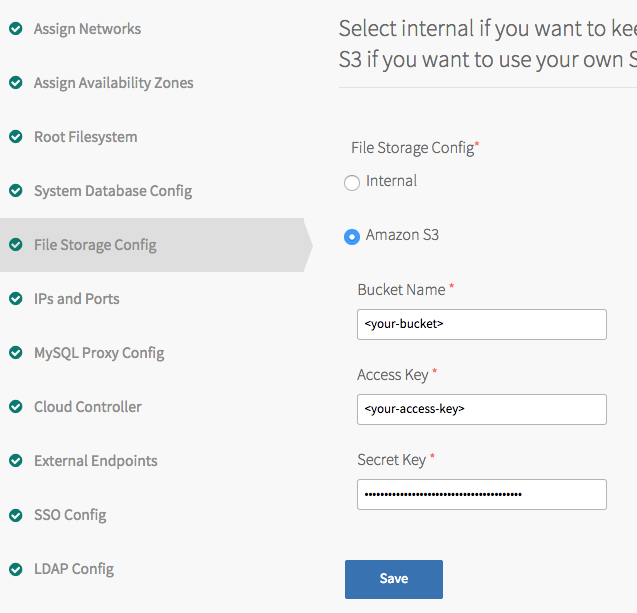 Assign Networks
Assign Availability Zones
Root Filesystem
System Database Config
File Storage Config
IPs and Ports
MySQL Proxy Config
Cloud Controller
External Endpoints
SSO Config
LDAP Config
Select internal if you want to
S3 if you want to use your own
File Storage Config*
Internal
Amazon S3
Bucket Name *
<your-bucket>
Access Key *
<your-access-key>
Secret Key *
••••••••••••••••••••••••••••••••••••••••
Save